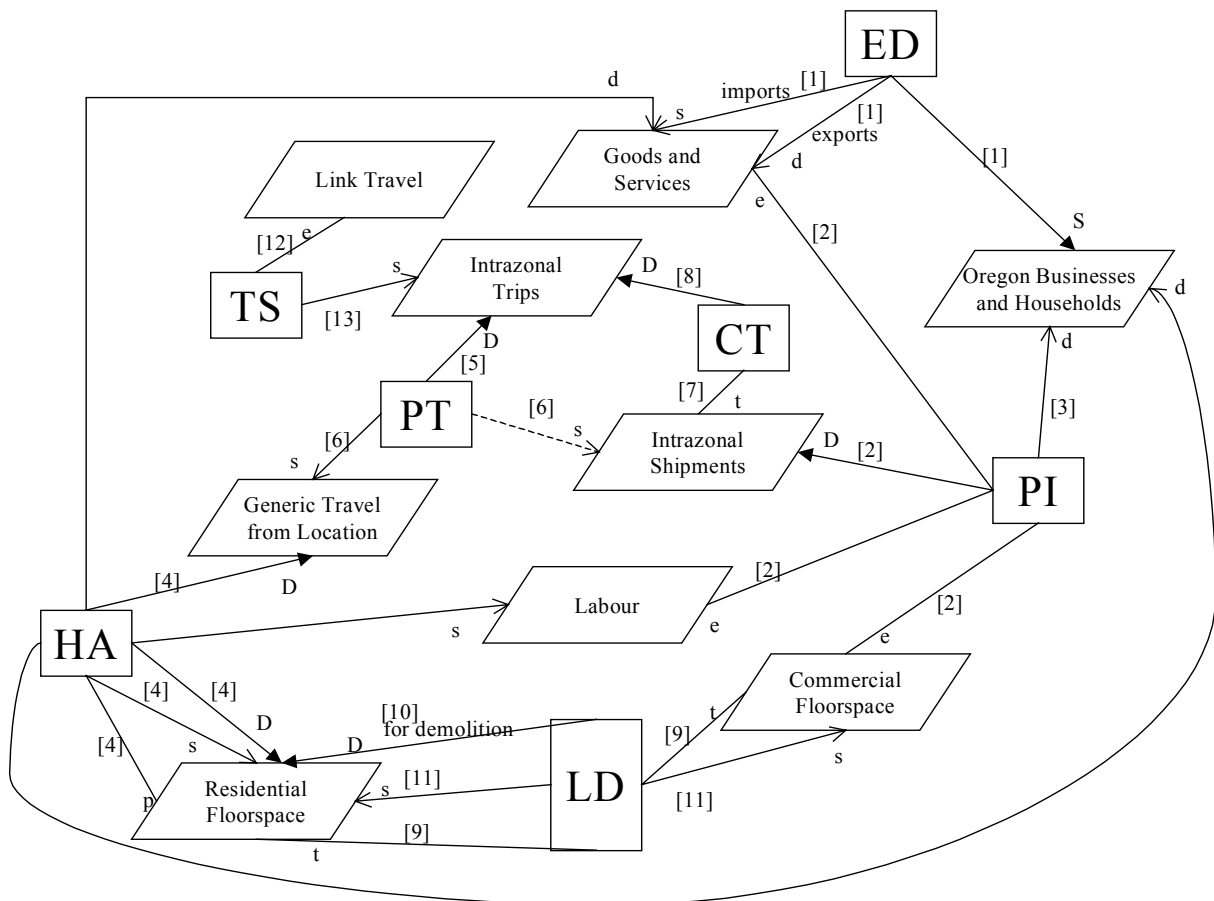 ED
d
imports
[1]
s
[1]
exports
d
[1]
Goods and
Services
e
Link Travel
[2]
S
[12]
e
Intrazonal
Trips
s
D
[8]
Oregon Businesses
and Households
d
TS
[13]
D
[5]
CT
d
[7]
t
PT
[6]
[6]
s
s
Intrazonal
Shipments
D
[2]
[3]
PI
Generic Travel
from Location
[4]
D
[2]
Labour
s
e
[2]
e
HA
[4]
[4]
Commercial
Floorspace
[10]
for demolition
D
D
s
[4]
t
[9]
s
p
Residential
Floorspace
s
[11]
LD
[11]
[9]
t